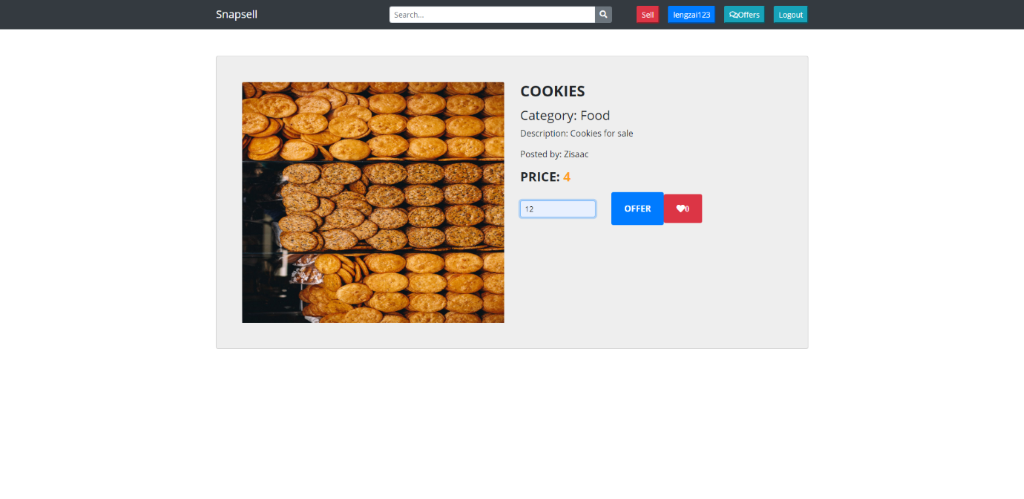 Snapsell
Search...
Sell
lengzai123
Offers
Logout
COOKIES
Category: Food
Description: Cookies for sale
Posted by: Zisaac
PRICE: 4
12
OFFER
0